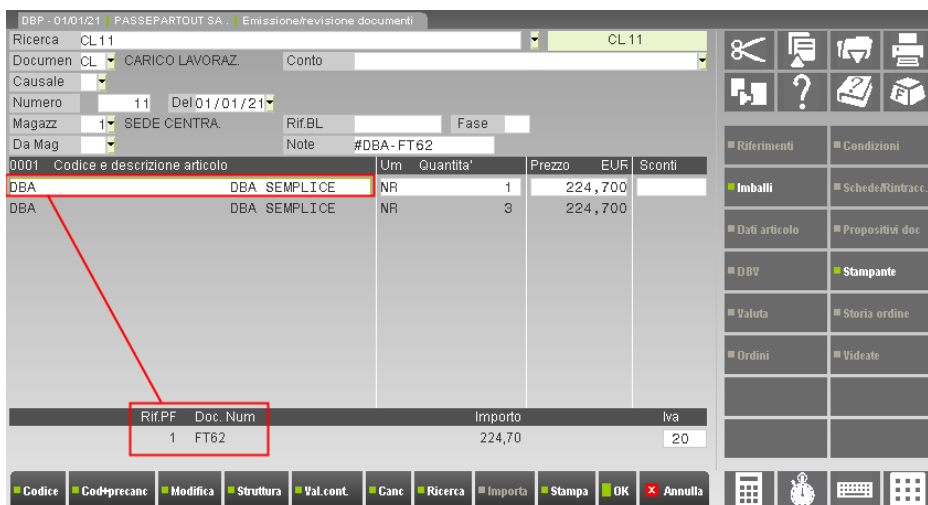 DBP - 01/01/21 PASSEPARTOUT SA . Emissione/revisione documenti
Ricerca CL11 CL11
Documen CL CARICO LAVORAZ. Conto
Causale
Numero 11 Del 01/01/21
Magazz 1 SEDE CENTRA. Rif.BL Fase
Da Mag Note #DBA-FT62
0001 Codice e descrizione articolo Um Quantita' Prezzo EUR Sconti
DBA DBA SEMPLICE NR 1 224,700
DBA DBA SEMPLICE NR 3 224,700
Rif.PF Doc. Num Importo Iva
1 FT62 224,70 20
Riferimenti Condizioni
Imballi Schede/Rintracc.
Dati articolo Propositivi doc
DBV Stampante
Valuta Storia ordine
Ordini Videate
Codice Cod+precanc Modifica Struttura Val.cont. Canc Ricerca Importa Stampa OK X Annulla